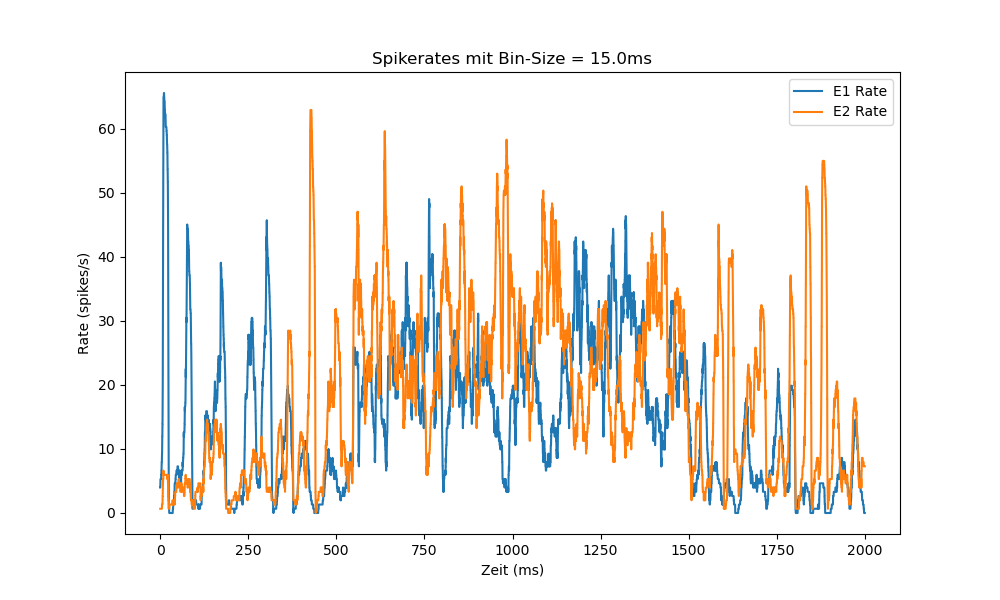 Spikerates mit Bin-Size = 15.0ms
E1 Rate
E2 Rate
Rate (spikes/s)
60
50
40
30
20
10
0
0 250 500 750 1000 1250 1500 1750 2000
Zeit (ms)